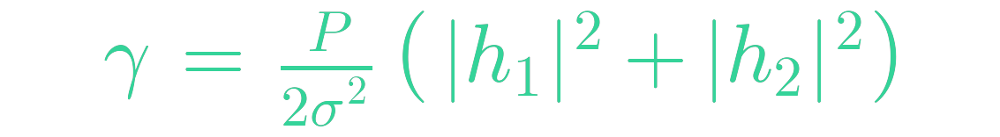 γ = P/(2σ²) (|h₁|² + |h₂|²)